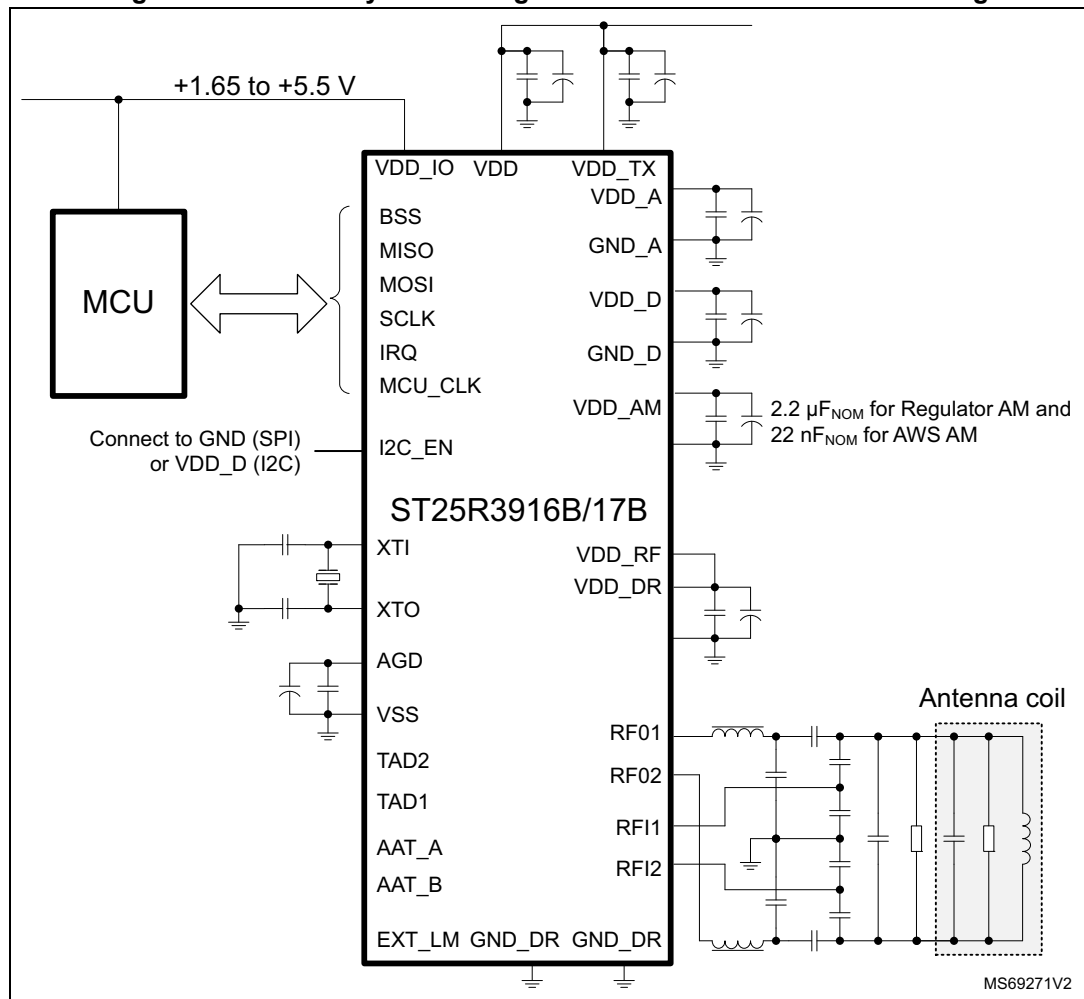 +1.65 to +5.5 V
VDD_IO VDD VDD_TX
VDD_A
BSS
MISO
GND_A
MOSI
VDD_D
MCU
SCLK
IRQ
GND_D
MCU_CLK
VDD_AM
2.2 µFNOM for Regulator AM and
22 nFNOM for AWS AM
Connect to GND (SPI)
or VDD_D (I2C)
I2C_EN
ST25R3916B/17B
XTI
VDD_RF
VDD_DR
XTO
AGD
VSS
Antenna coil
RF01
TAD2
RF02
TAD1
RFI1
AAT_A
RFI2
AAT_B
EXT_LM GND_DR GND_DR
MS69271V2